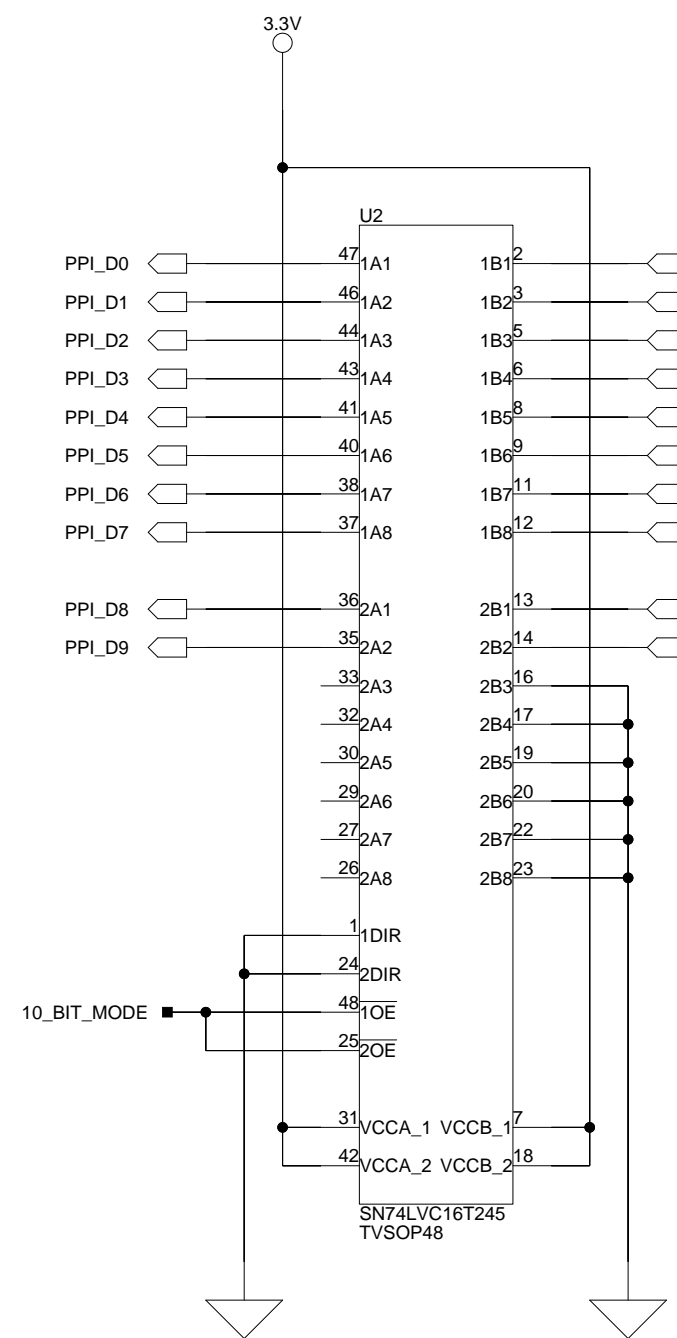 3.3V
U2
PPI_D0 47 1A1 1B1 2
PPI_D1 46 1A2 1B2 3
PPI_D2 44 1A3 1B3 5
PPI_D3 43 1A4 1B4 6
PPI_D4 41 1A5 1B5 8
PPI_D5 40 1A6 1B6 9
PPI_D6 38 1A7 1B7 11
PPI_D7 37 1A8 1B8 12
PPI_D8 36 2A1 2B1 13
PPI_D9 35 2A2 2B2 14
33 2A3 2B3 16
32 2A4 2B4 17
30 2A5 2B5 19
29 2A6 2B6 20
27 2A7 2B7 22
26 2A8 2B8 23
1 1DIR
24 2DIR
10_BIT_MODE 48 1OE
25 2OE
31 VCCA_1 VCCB_1 7
42 VCCA_2 VCCB_2 18
SN74LVC16T245
TVSOP48